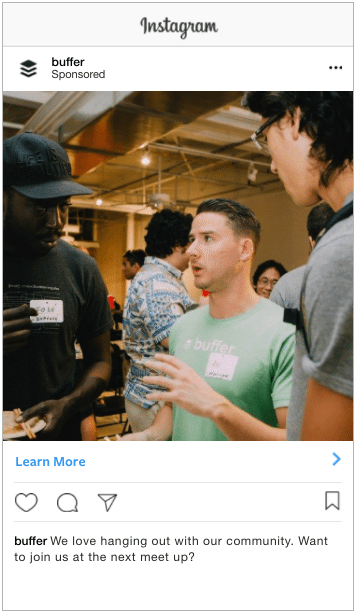 Instagram
buffer
Sponsored
buffer
Learn More
buffer We love hanging out with our community. Want
to join us at the next meet up?